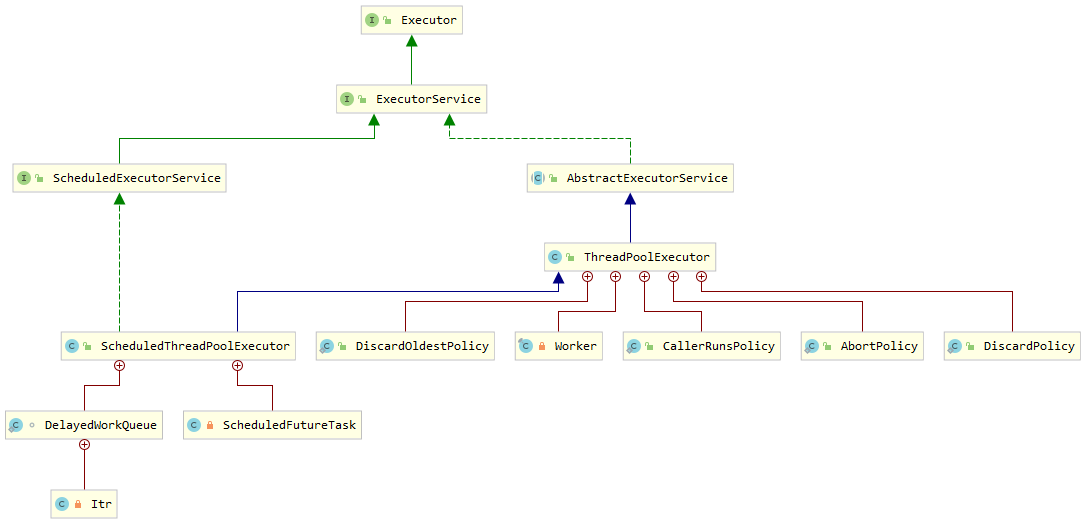 I Executor
I ExecutorService
I ScheduledExecutorService
C AbstractExecutorService
C ThreadPoolExecutor
C ScheduledThreadPoolExecutor
C DiscardOldestPolicy
C Worker
C CallerRunsPolicy
C AbortPolicy
C DiscardPolicy
C DelayedWorkQueue
C ScheduledFutureTask
C Itr